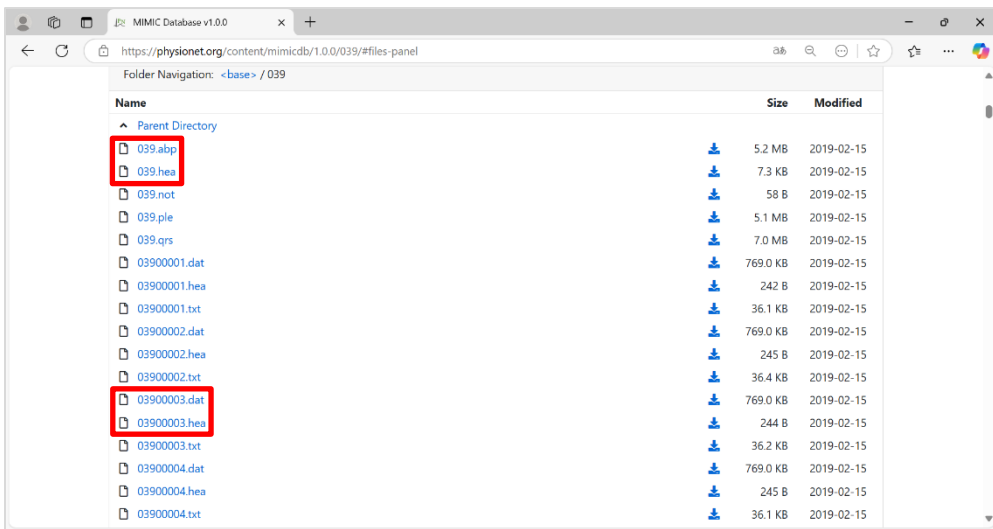 MIMIC Database v1.0.0
https://physionet.org/content/mimicdb/1.0.0/039/#files-panel
Folder Navigation: <base> / 039
Name Size Modified
Parent Directory
039.abp 5.2 MB 2019-02-15
039.hea 7.3 KB 2019-02-15
039.not 58 B 2019-02-15
039.ple 5.1 MB 2019-02-15
039.qrs 7.0 MB 2019-02-15
03900001.dat 769.0 KB 2019-02-15
03900001.hea 242 B 2019-02-15
03900001.txt 36.1 KB 2019-02-15
03900002.dat 769.0 KB 2019-02-15
03900002.hea 245 B 2019-02-15
03900002.txt 36.4 KB 2019-02-15
03900003.dat 769.0 KB 2019-02-15
03900003.hea 244 B 2019-02-15
03900003.txt 36.2 KB 2019-02-15
03900004.dat 769.0 KB 2019-02-15
03900004.hea 245 B 2019-02-15
03900004.txt 36.1 KB 2019-02-15